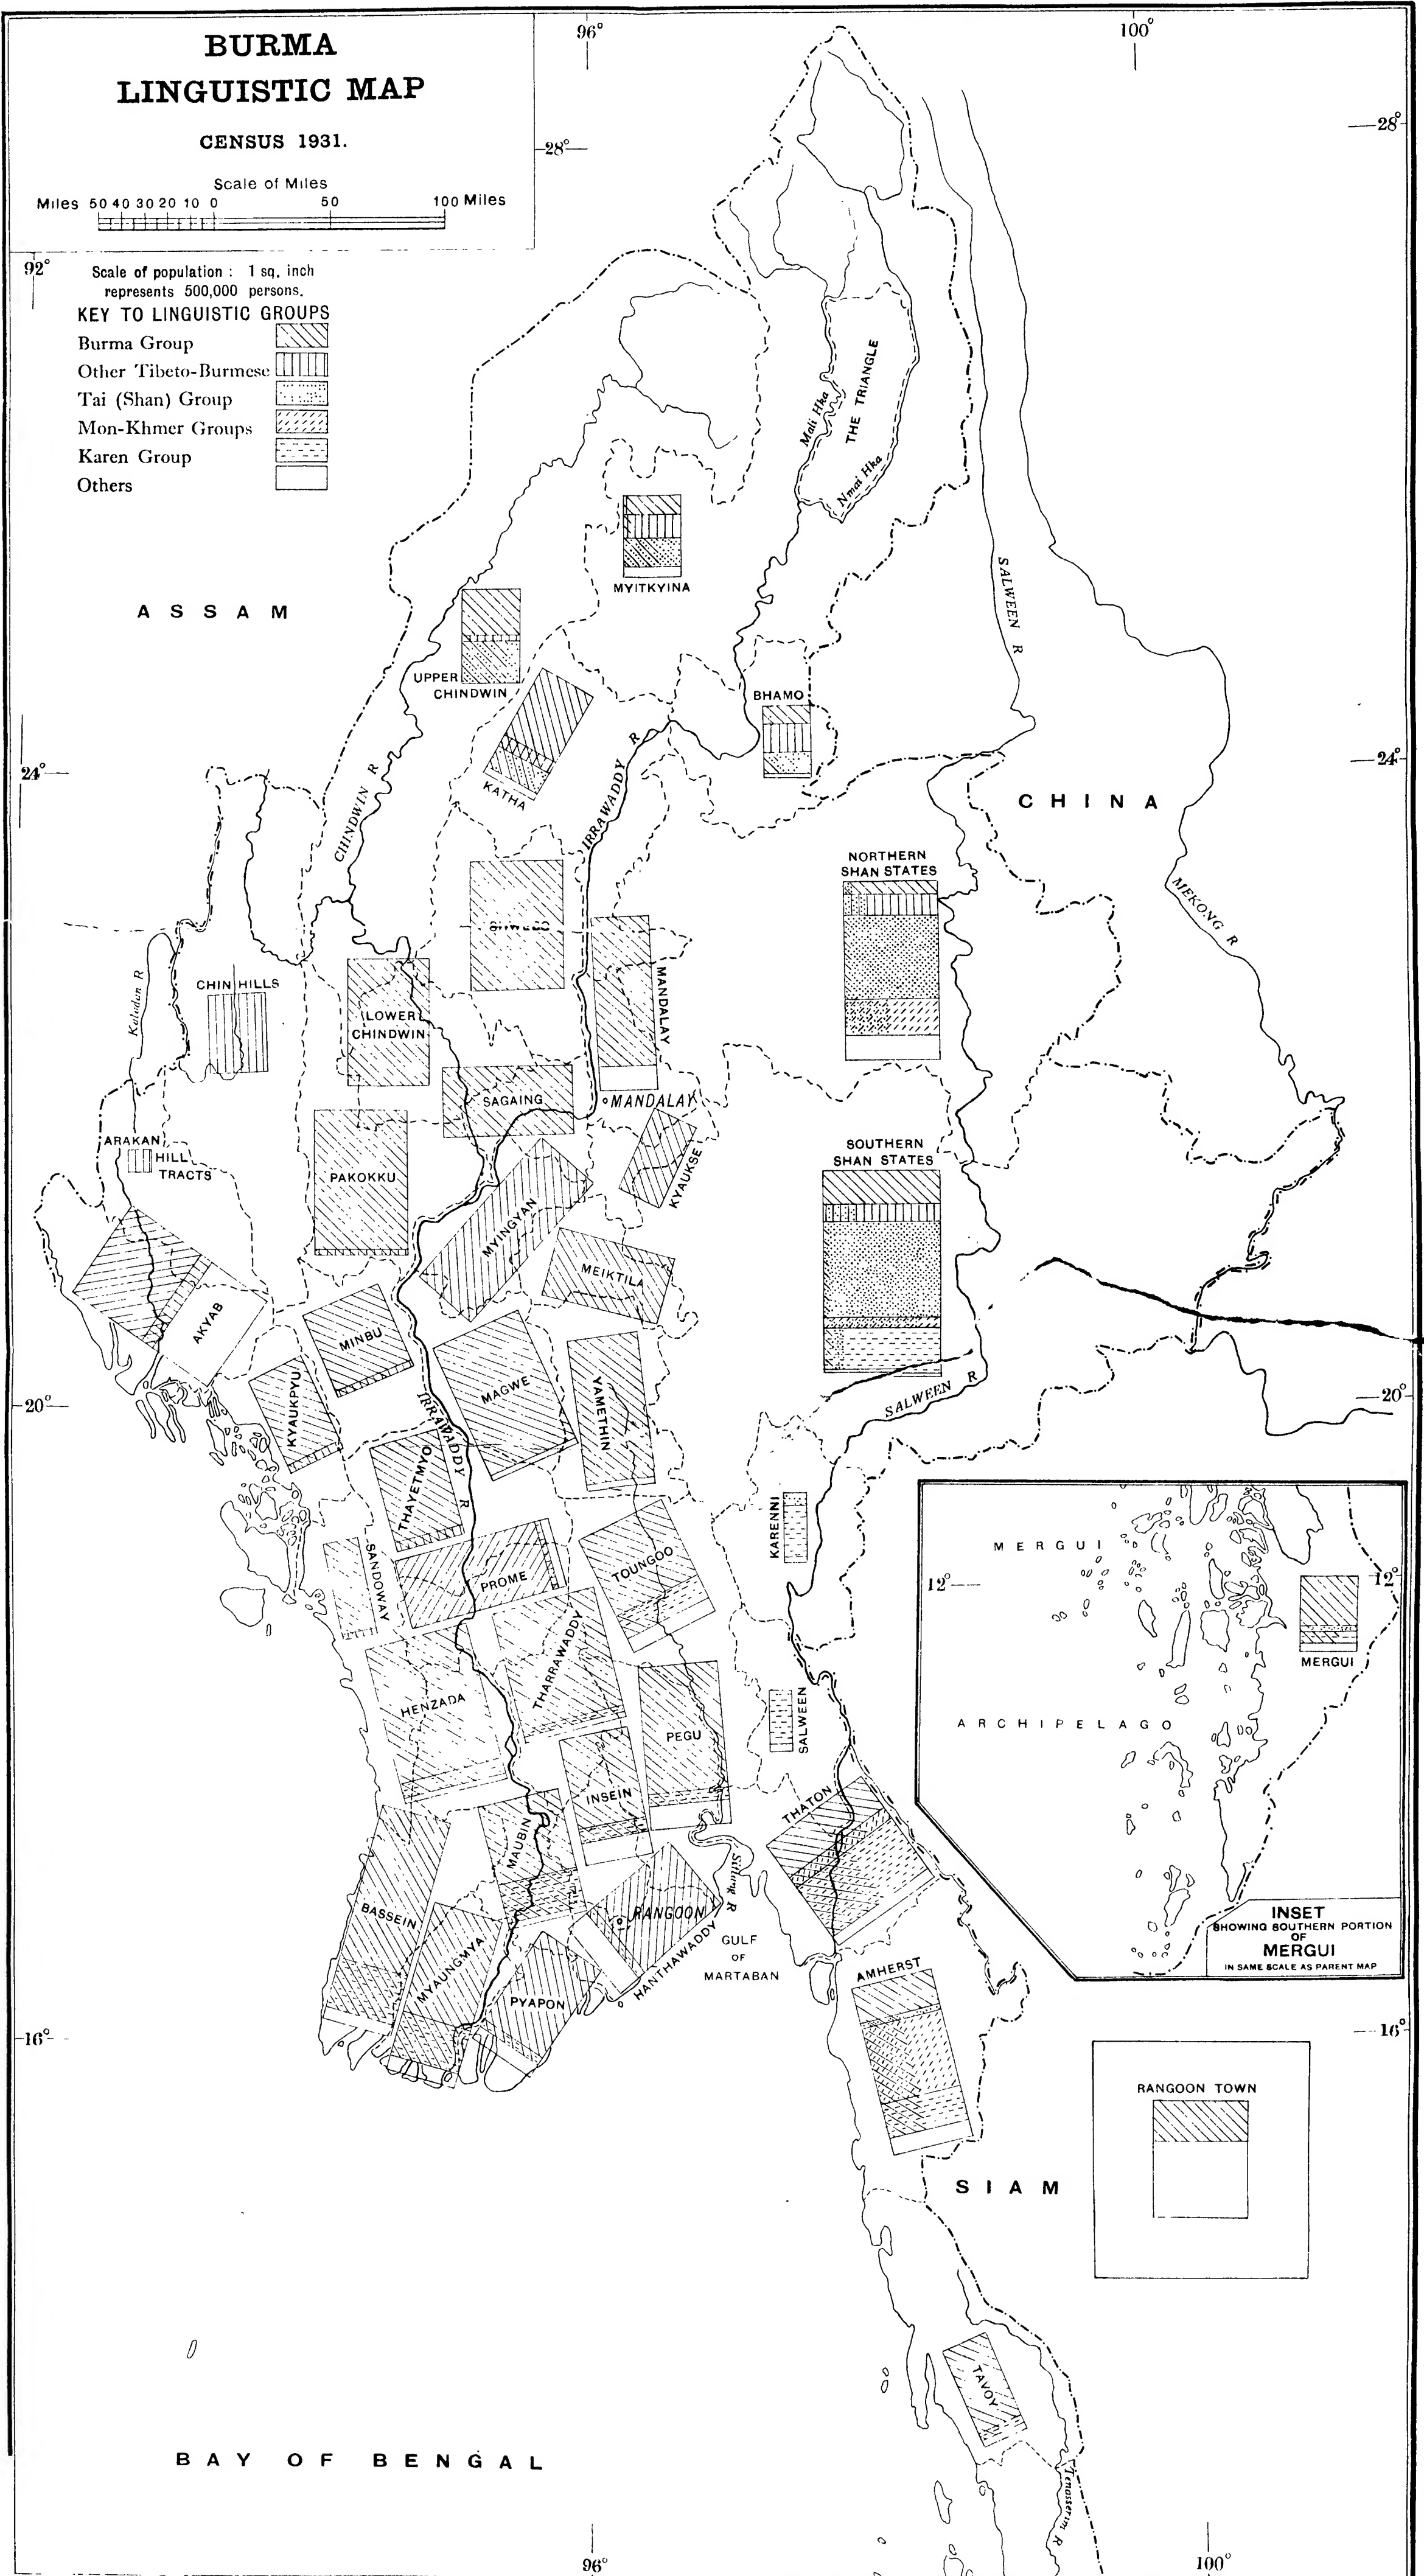 BURMA
LINGUISTIC MAP
CENSUS 1931.
Scale of Miles
Miles 50 40 30 20 10 0 50 100 Miles
96°
100°
28°
28°
92°
Scale of population : 1 sq. inch
represents 500,000 persons.
KEY TO LINGUISTIC GROUPS
Burma Group
Other Tibeto-Burmese
Tai (Shan) Group
Mon-Khmer Groups
Karen Group
Others
THE TRIANGLE
Mali Hka
Nmai Hka
MYITKYINA
SALWEEN R
ASSAM
UPPER
CHINDWIN
BHAMO
KATHA
IRRAWADDY R
CHINDWIN R
24°
24°
CHINA
NORTHERN
SHAN STATES
MEKONG R
MANDALAY
Kaladan R
CHIN HILLS
LOWER
CHINDWIN
SAGAING
MANDALAY
ARAKAN
HILL
TRACTS
PAKOKKU
KYAUKSE
SOUTHERN
SHAN STATES
MYINGYAN
MEIKTILA
AKYAB
MINBU
MAGWE
YAMETHIN
KYAUKPYU
IRRAWADDY R
SALWEEN R
20°
20°
THAYETMYO
SANDOWAY
PROME
TOUNGOO
KARENNI
MERGUI
12°
12°
MERGUI
ARCHIPELAGO
HENZADA
THARRAWADDY
PEGU
SALWEEN
INSEIN
THATON
MAUBIN
BASSEIN
MYAUNGMYA
PYAPON
RANGOON
HANTHAWADDY
Sittang R
GULF
OF
MARTABAN
AMHERST
INSET
SHOWING SOUTHERN PORTION
OF
MERGUI
IN SAME SCALE AS PARENT MAP
16°
16°
RANGOON TOWN
SIAM
TAVOY
Tenasserim R
BAY OF BENGAL
96°
100°